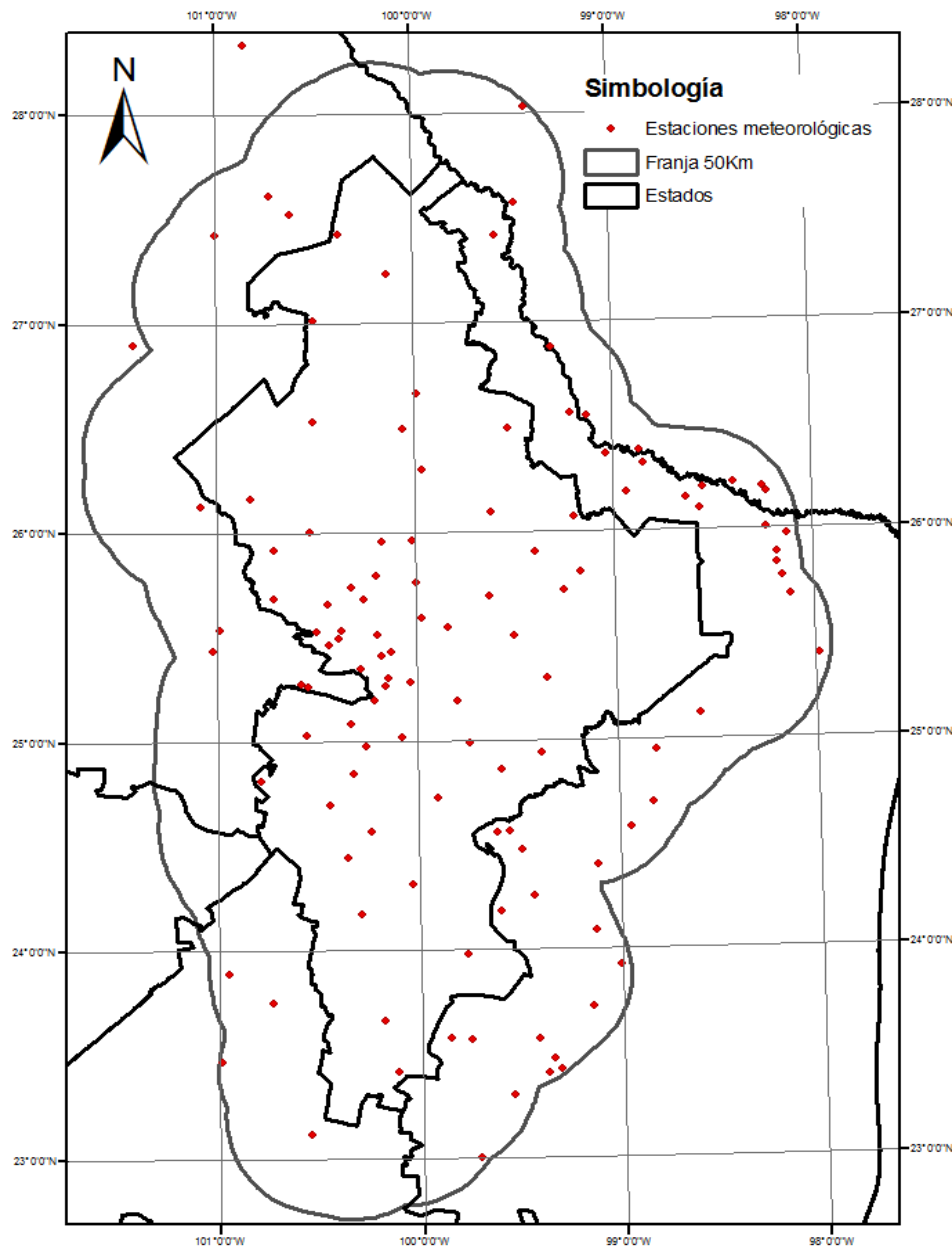 101°0'0"W 100°0'0"W 99°0'0"W 98°0'0"W
N
Simbología
Estaciones meteorológicas
Franja 50Km
Estados
28°0'0"N 28°0'0"N
27°0'0"N 27°0'0"N
26°0'0"N 26°0'0"N
25°0'0"N 25°0'0"N
24°0'0"N 24°0'0"N
23°0'0"N 23°0'0"N
101°0'0"W 100°0'0"W 99°0'0"W 98°0'0"W